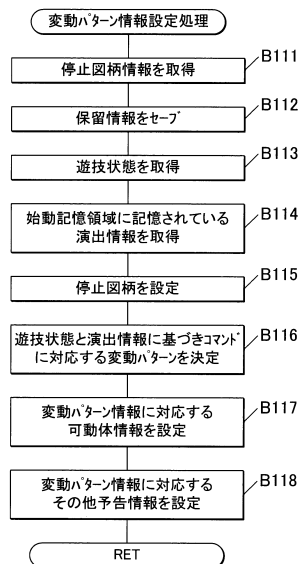 変動パターン情報設定処理
停止図柄情報を取得
B111
保留情報をセーブ
B112
遊技状態を取得
B113
始動記憶領域に記憶されている
演出情報を取得
B114
停止図柄を設定
B115
遊技状態と演出情報に基づきコマンド
に対応する変動パターンを決定
B116
変動パターン情報に対応する
可動体情報を設定
B117
変動パターン情報に対応する
その他予告情報を設定
B118
RET